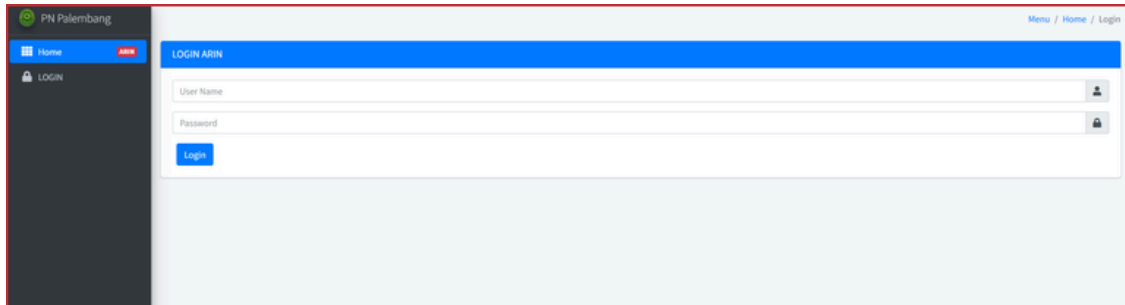 PN Palembang
Menu / Home / Login
Home ARIN
LOGIN
LOGIN ARIN
User Name
Password
Login